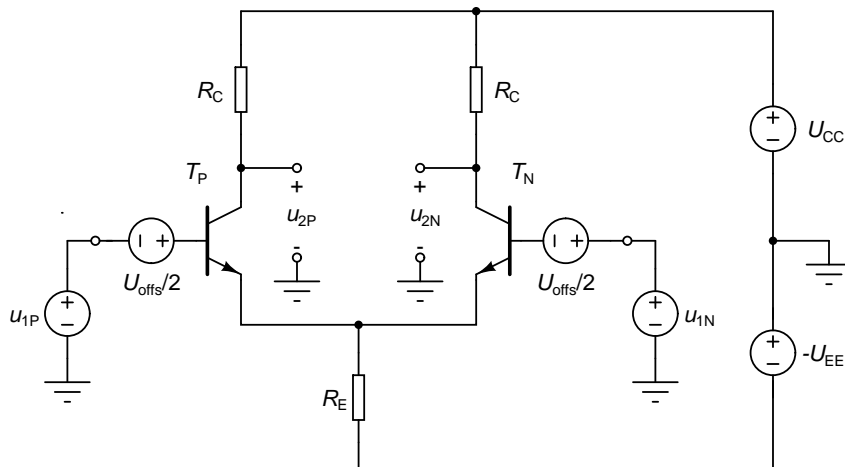 R_C
R_C
+
−
U_CC
T_P
T_N
+
u_2P
-
+
u_2N
-
− +
U_offs/2
− +
U_offs/2
+
−
u_1P
+
−
u_1N
+
−
-U_EE
R_E